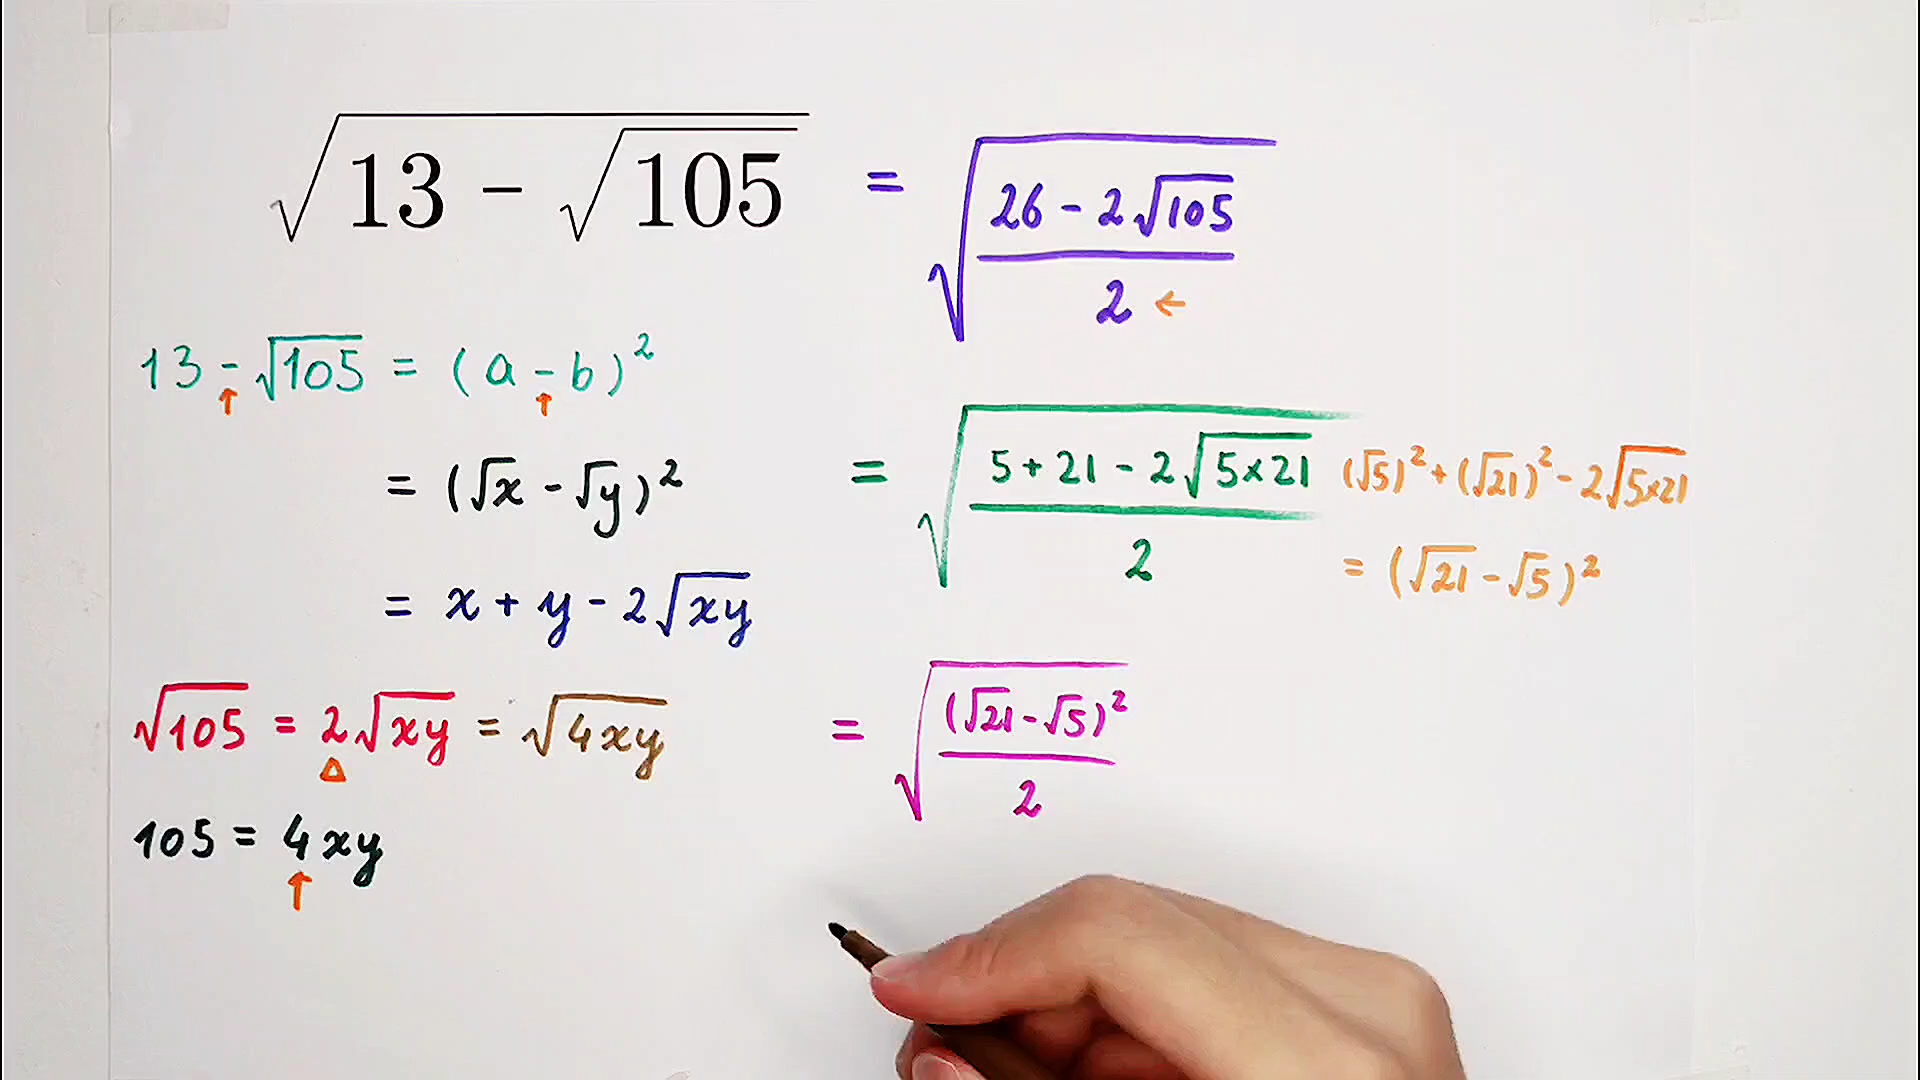 √(13 − √105) = √((26 − 2√105)/2) ←
13 − √105 = (a − b)²
↑ ↑
= (√x − √y)²
= x + y − 2√(xy)
√105 = 2√(xy) = √(4xy)
△
105 = 4xy
↑
= √((5 + 21 − 2√(5×21))/2)
(√5)² + (√21)² − 2√(5×21)
= (√21 − √5)²
= √((√21 − √5)²/2)